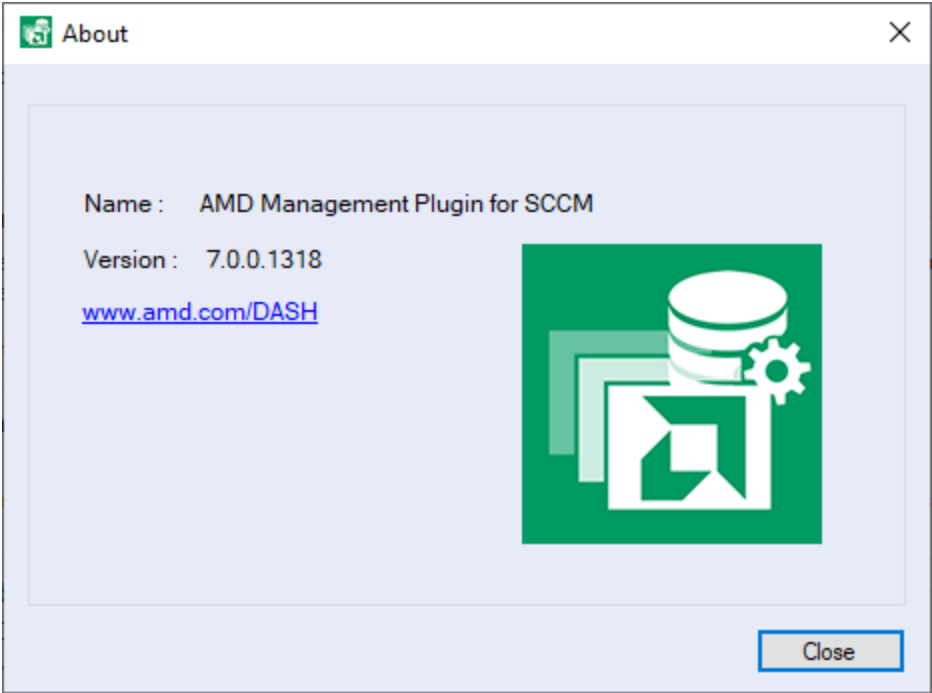 About
Name : AMD Management Plugin for SCCM
Version : 7.0.0.1318
www.amd.com/DASH
Close